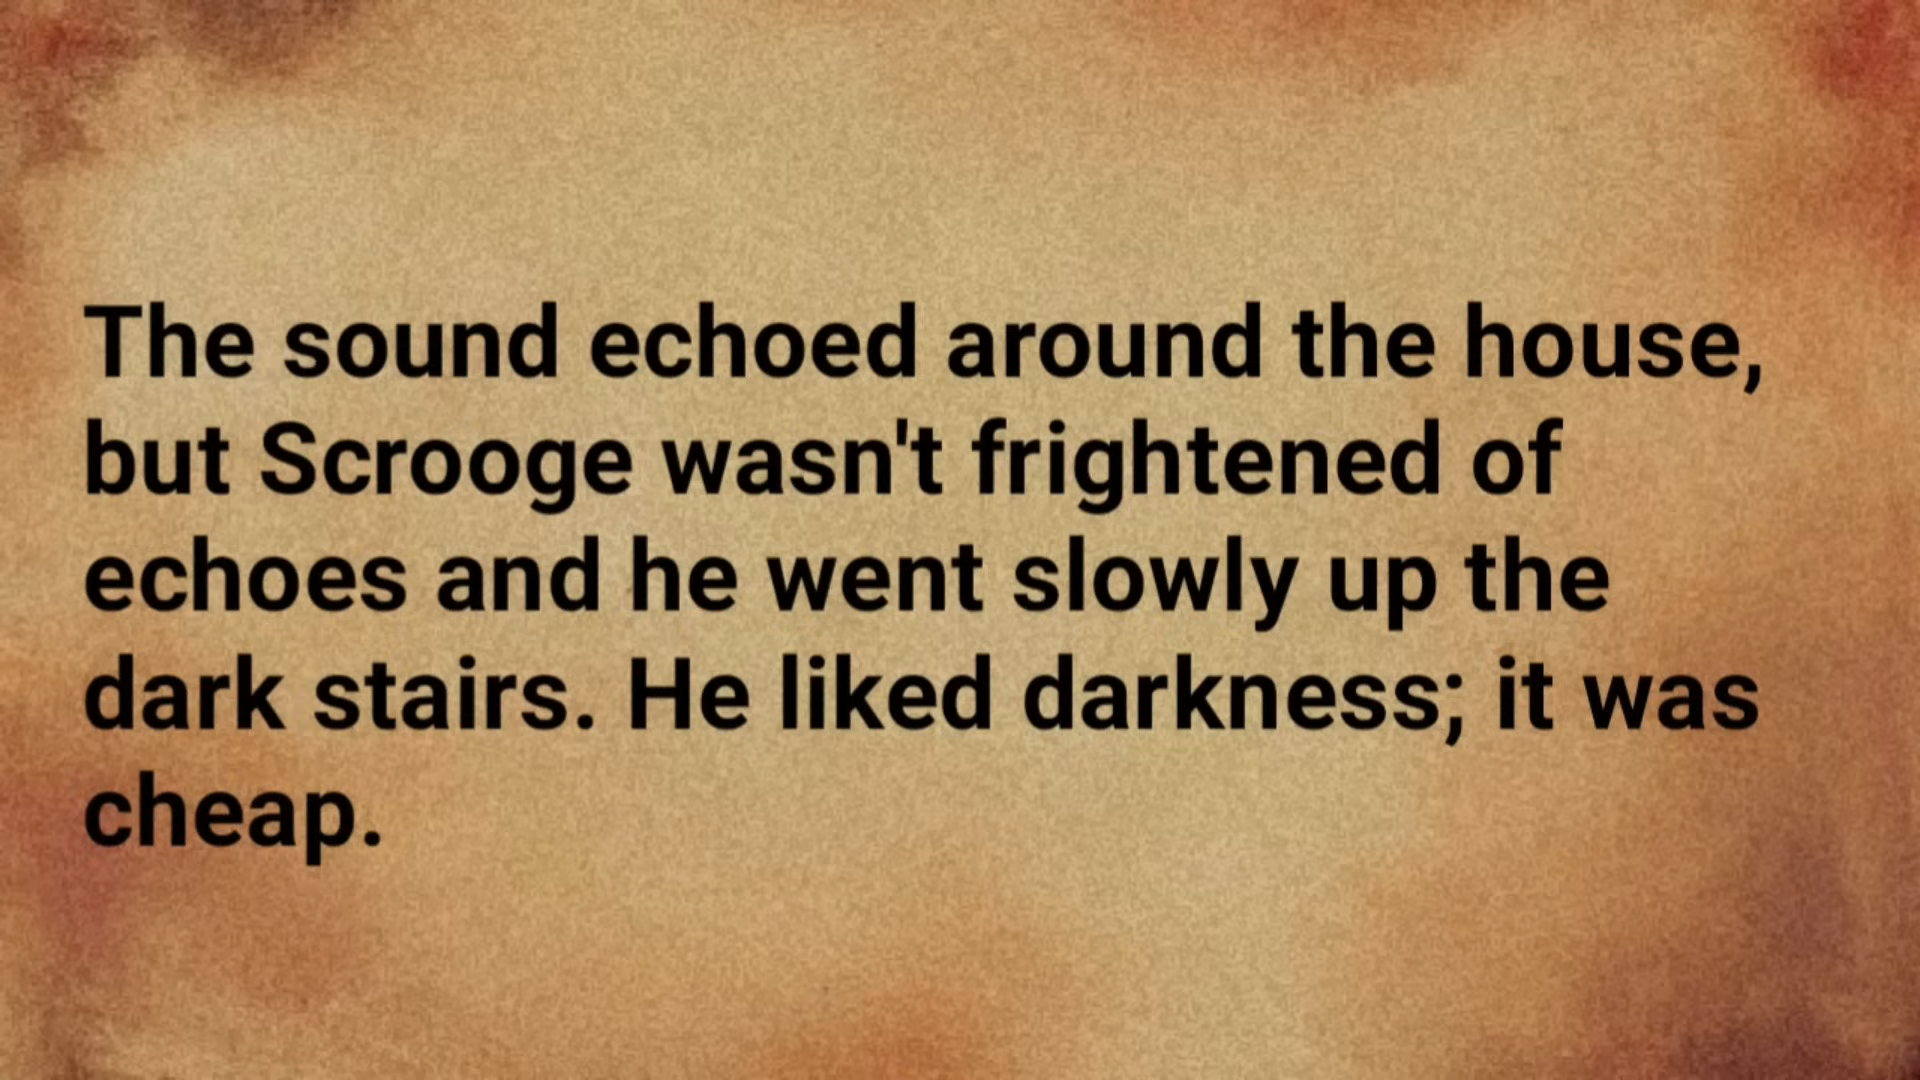 The sound echoed around the house,
but Scrooge wasn't frightened of
echoes and he went slowly up the
dark stairs. He liked darkness; it was
cheap.